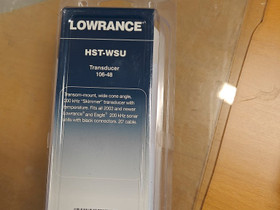 LOWRANCE
HST-WSU
Transducer
106-48
Transom-mount, wide cone angle,
200 kHz "Skimmer" transducer with
temperature. Fits all 2003 and newer
Lowrance® and Eagle® 200 kHz sonar
units with black connectors. 20' cable.